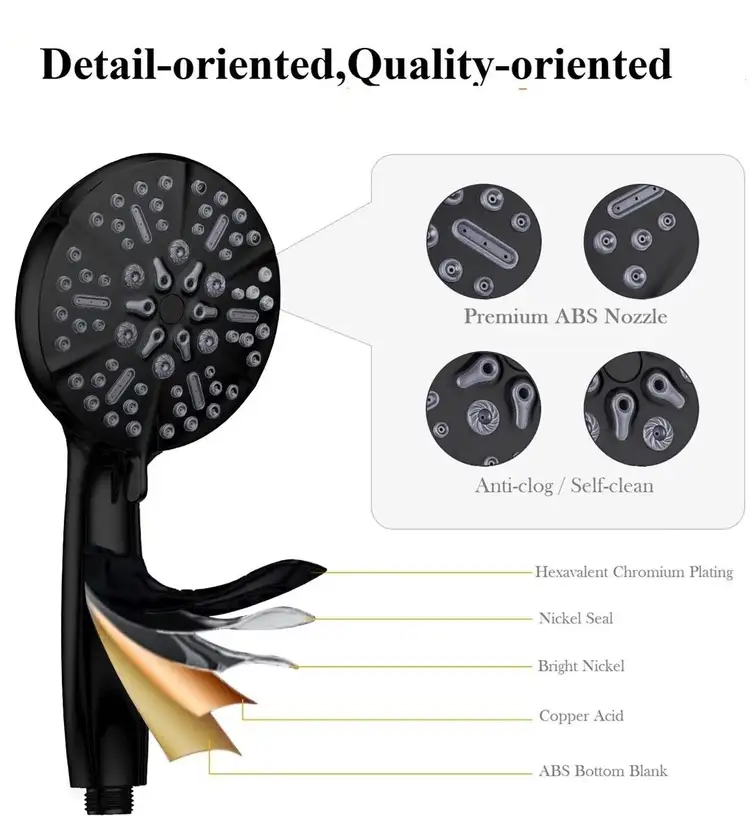 Detail-oriented,Quality-oriented
Premium ABS Nozzle
Anti-clog / Self-clean
Hexavalent Chromium Plating
Nickel Seal
Bright Nickel
Copper Acid
ABS Bottom Blank